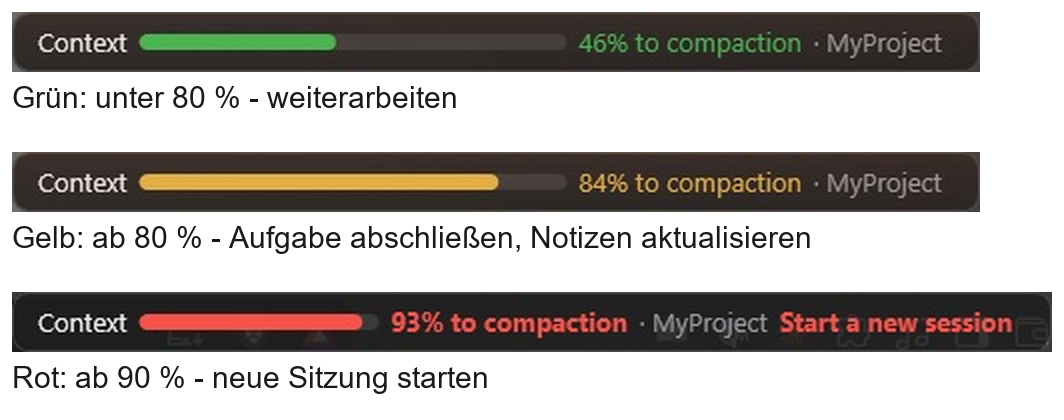 Context 46% to compaction · MyProject
Grün: unter 80 % - weiterarbeiten
Context 84% to compaction · MyProject
Gelb: ab 80 % - Aufgabe abschließen, Notizen aktualisieren
Context 93% to compaction · MyProject Start a new session
Rot: ab 90 % - neue Sitzung starten